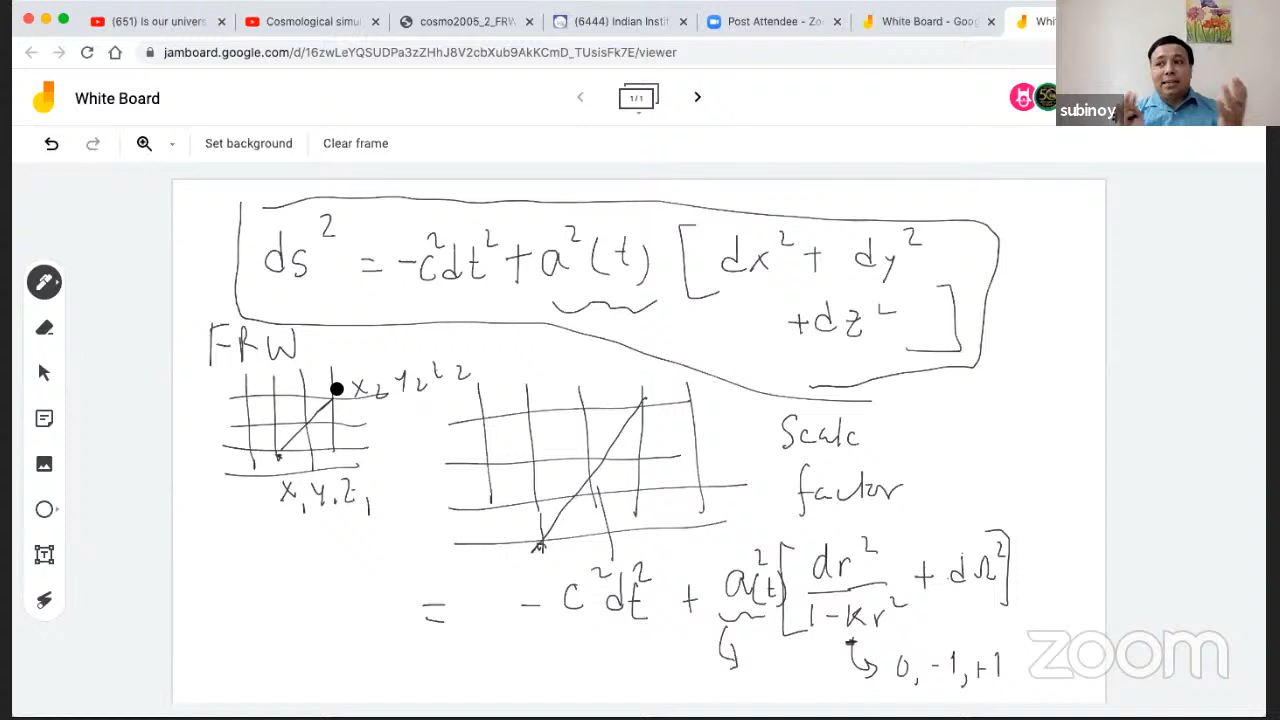 (651) Is our univers
Cosmological simu
cosmo2005_2_FRW
(6444) Indian Insti
Post Attendee - Zo
White Board - Goo
Whi
jamboard.google.com/d/16zwLeYQSUDPa3zZHhJ8V2cbXub9AkKCmD_TUsisFk7E/viewer
White Board
1/1
subinoy
Set background
Clear frame
ds² = -c²dt² + a²(t) [dx² + dy²
+dz²]
FRW
x₂ y₂ z₂
x₁ y₁ z₁
Scale
factor
= - c²dt² + a²(t) [dr²/(1-kr²) + dΩ²]
0, -1, +1
zoom